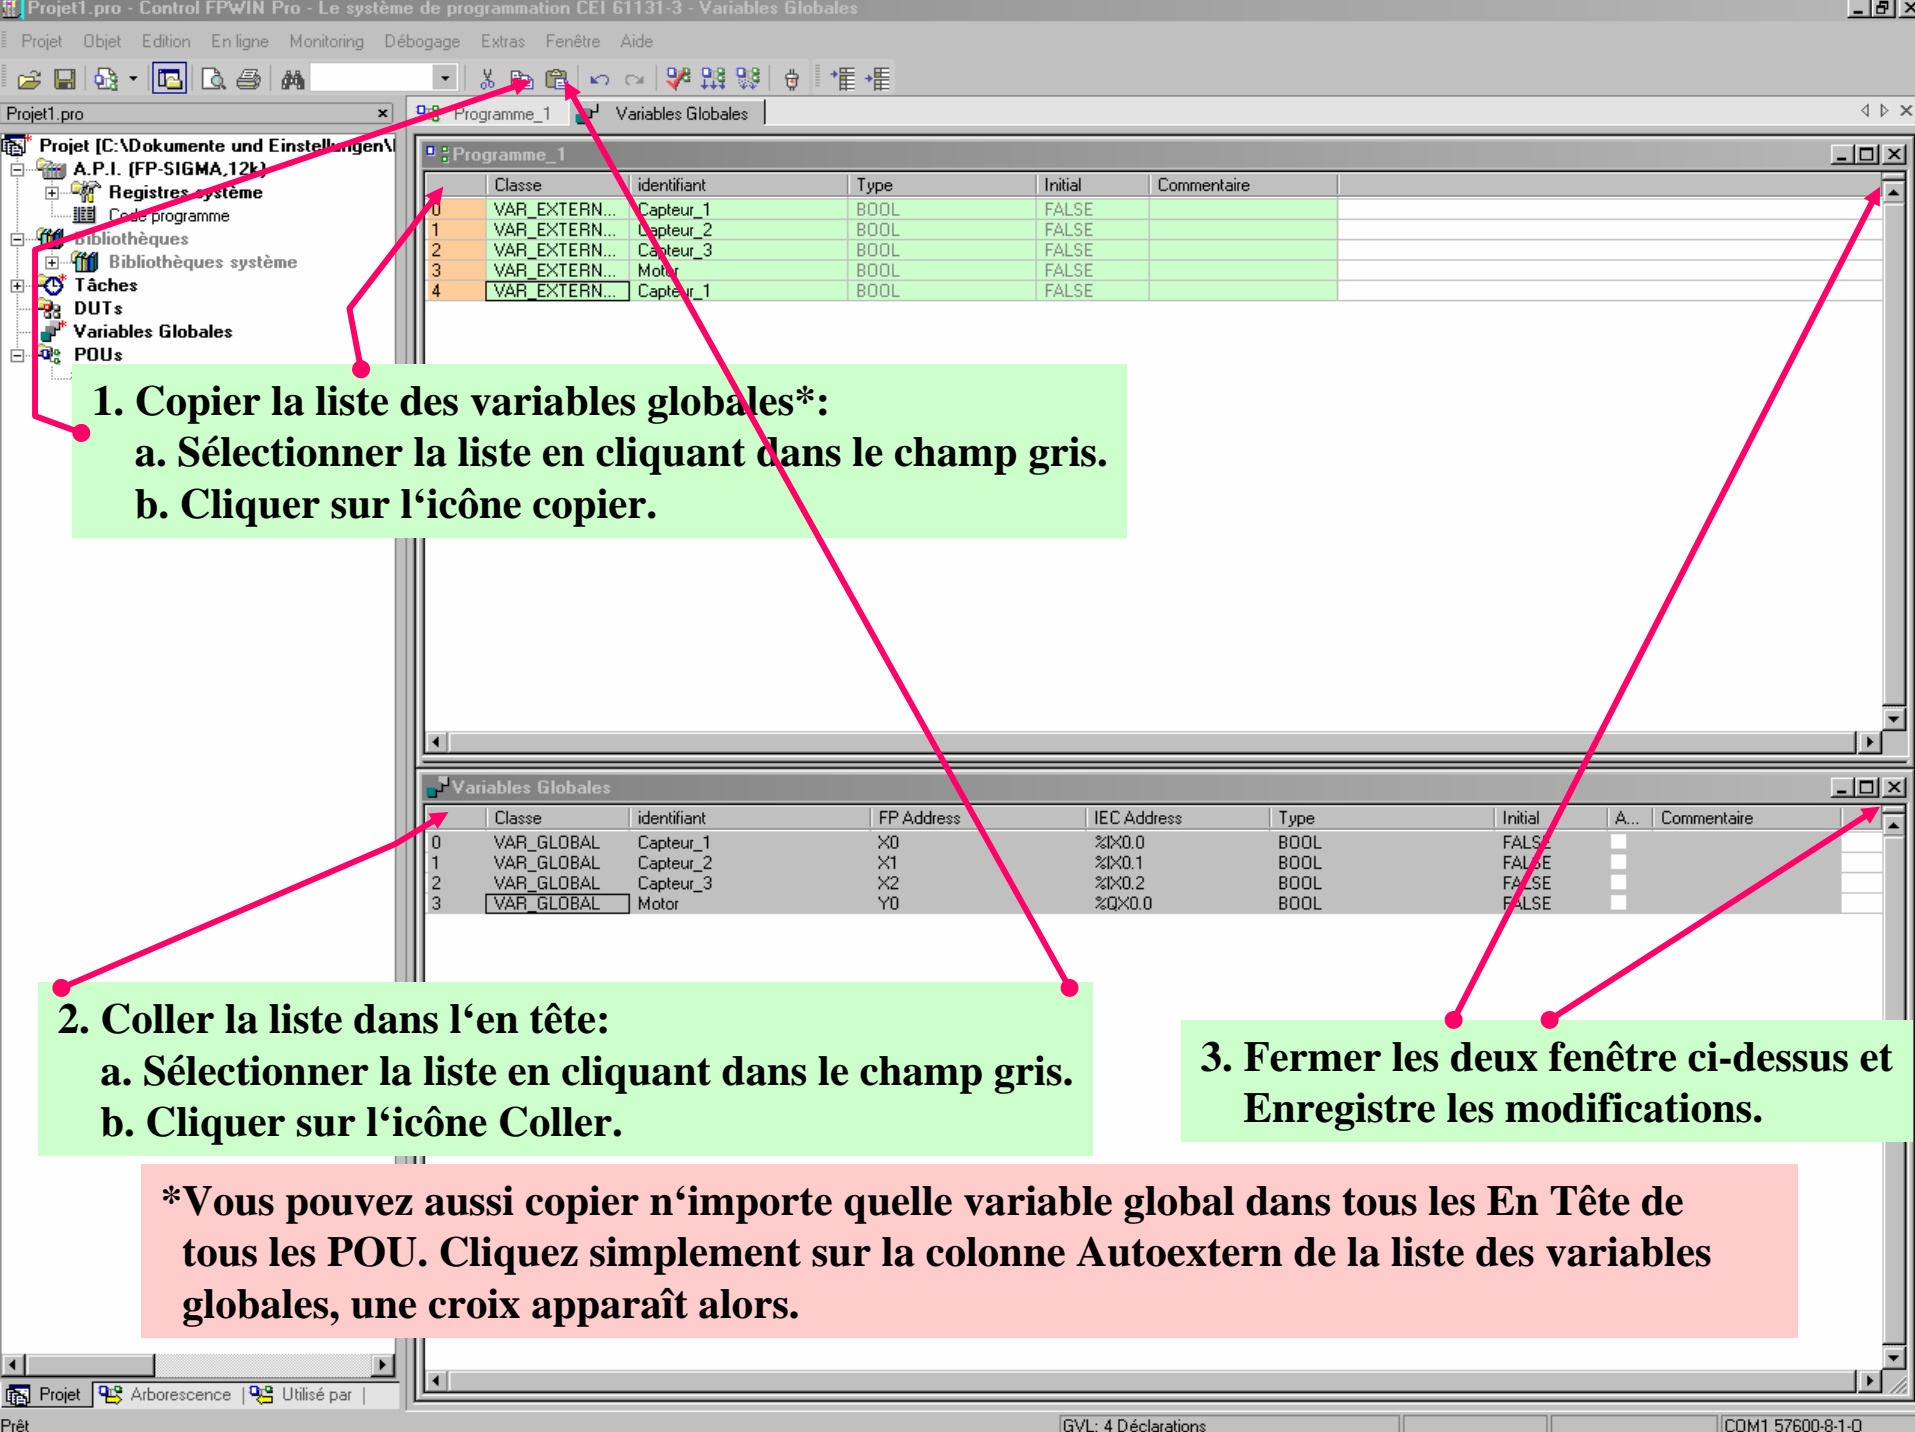 Projet1.pro - Control FPWIN Pro - Le système de programmation CEI 61131-3 - Variables Globales
Projet Objet Edition En ligne Monitoring Débogage Extras Fenêtre Aide
Projet1.pro
Programme_1 Variables Globales
Projet [C:\Dokumente und Einstellungen\
A.P.I. (FP-SIGMA,12k)
Registres système
Code programme
Bibliothèques
Bibliothèques système
Tâches
DUTs
Variables Globales
POUs
Programme_1
Classe identifiant Type Initial Commentaire
0 VAR_EXTERN... Capteur_1 BOOL FALSE
1 VAR_EXTERN... Capteur_2 BOOL FALSE
2 VAR_EXTERN... Capteur_3 BOOL FALSE
3 VAR_EXTERN... Motor BOOL FALSE
4 VAR_EXTERN... Capteur_1 BOOL FALSE
1. Copier la liste des variables globales*:
a. Sélectionner la liste en cliquant dans le champ gris.
b. Cliquer sur l‘icône copier.
Variables Globales
Classe identifiant FP Address IEC Address Type Initial A... Commentaire
0 VAR_GLOBAL Capteur_1 X0 %IX0.0 BOOL FALSE
1 VAR_GLOBAL Capteur_2 X1 %IX0.1 BOOL FALSE
2 VAR_GLOBAL Capteur_3 X2 %IX0.2 BOOL FALSE
3 VAR_GLOBAL Motor Y0 %QX0.0 BOOL FALSE
2. Coller la liste dans l‘en tête:
a. Sélectionner la liste en cliquant dans le champ gris.
b. Cliquer sur l‘icône Coller.
3. Fermer les deux fenêtre ci-dessus et
Enregistre les modifications.
*Vous pouvez aussi copier n‘importe quelle variable global dans tous les En Tête de
tous les POU. Cliquez simplement sur la colonne Autoextern de la liste des variables
globales, une croix apparaît alors.
Projet Arborescence Utilisé par
Prêt GVL: 4 Déclarations COM1 57600-8-1-O